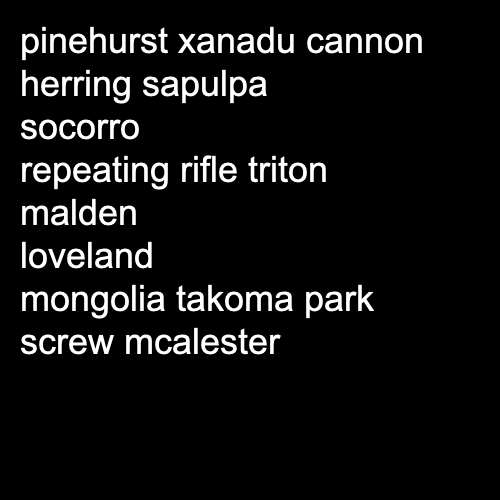 pinehurst xanadu cannon
herring sapulpa
socorro
repeating rifle triton
malden
loveland
mongolia takoma park
screw mcalester